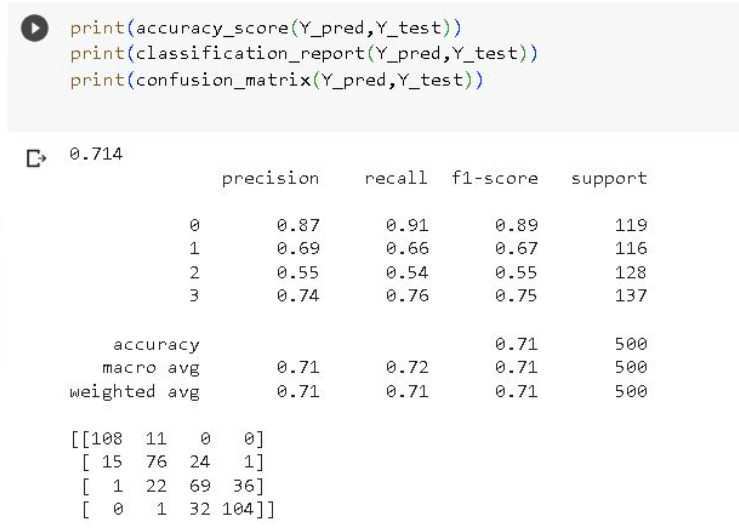 print(accuracy_score(Y_pred,Y_test))
print(classification_report(Y_pred,Y_test))
print(confusion_matrix(Y_pred,Y_test))
0.714
precision recall f1-score support
0 0.87 0.91 0.89 119
1 0.69 0.66 0.67 116
2 0.55 0.54 0.55 128
3 0.74 0.76 0.75 137
accuracy 0.71 500
macro avg 0.71 0.72 0.71 500
weighted avg 0.71 0.71 0.71 500
[[108 11 0 0]
[ 15 76 24 1]
[ 1 22 69 36]
[ 0 1 32 104]]